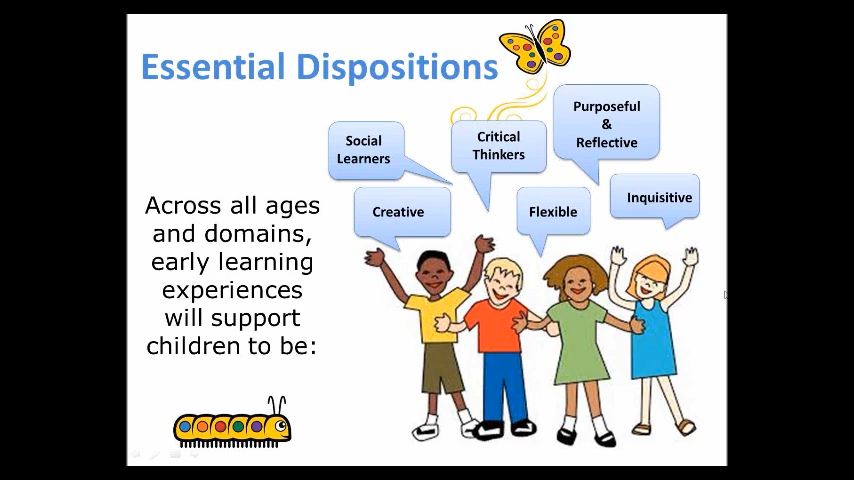 Essential Dispositions
Purposeful
&
Reflective
Social
Learners
Critical
Thinkers
Creative
Flexible
Inquisitive
Across all ages
and domains,
early learning
experiences
will support
children to be: